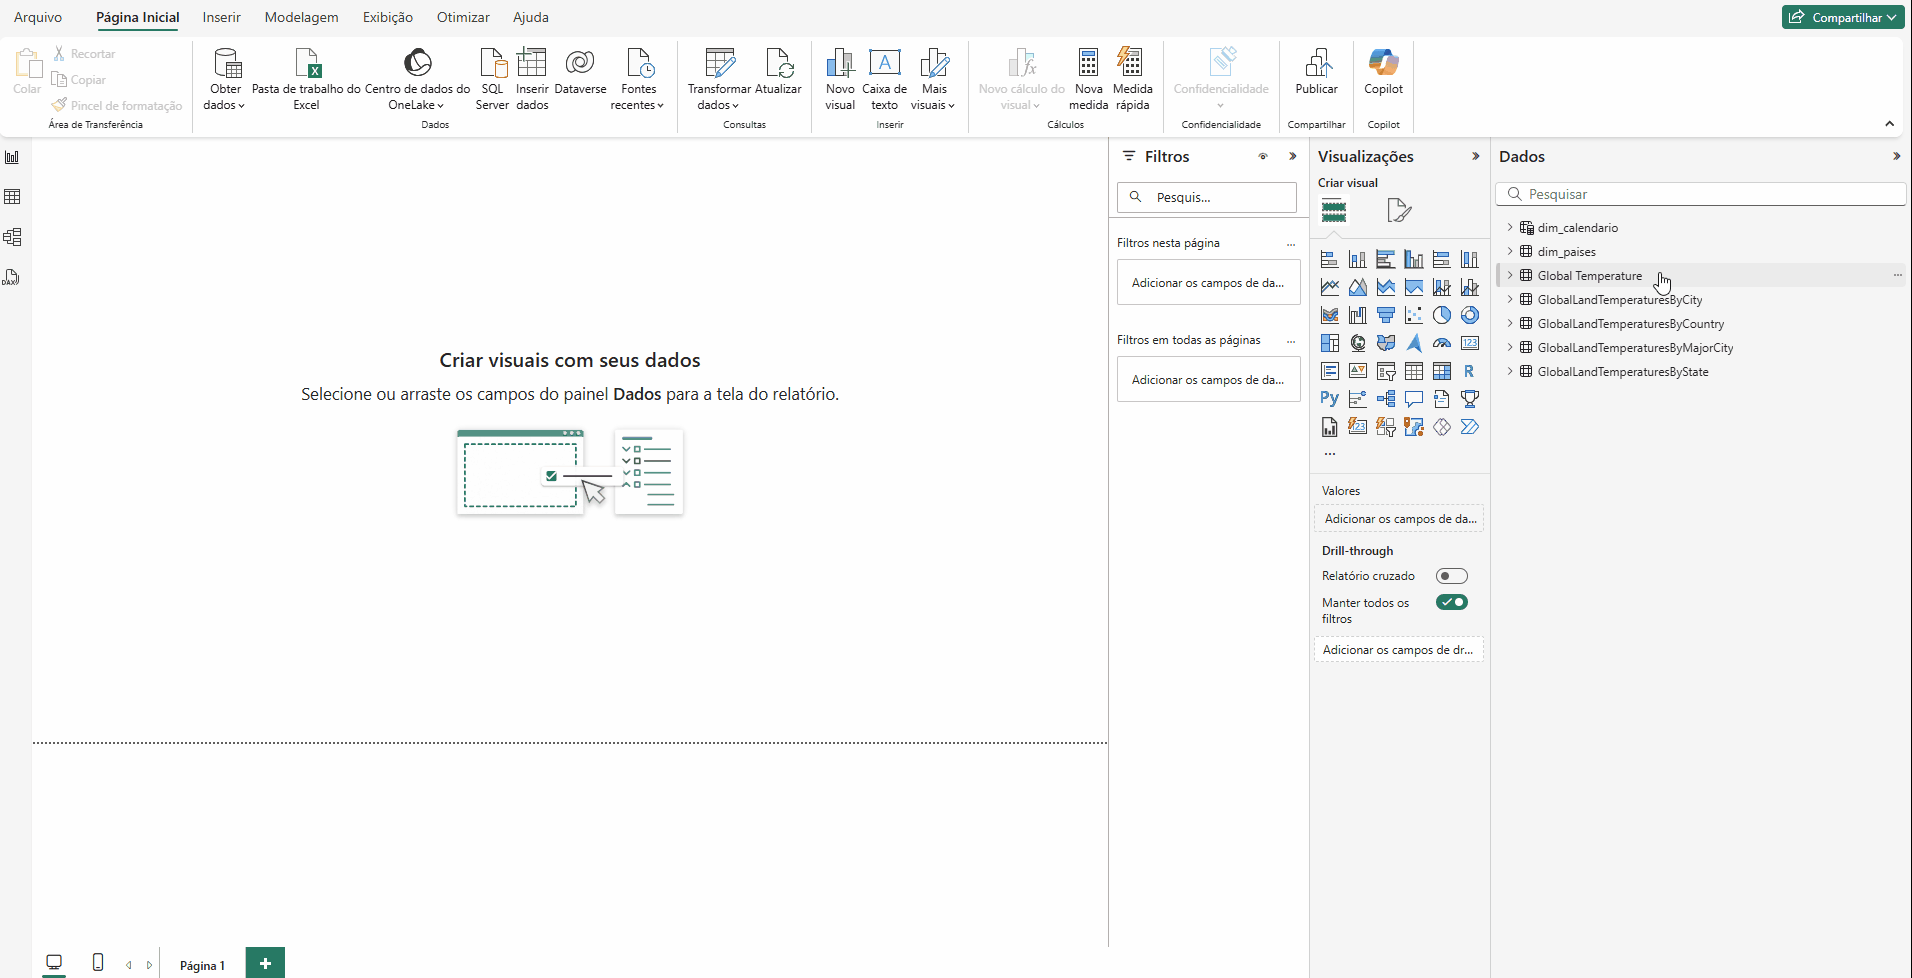 Arquivo Página Inicial Inserir Modelagem Exibição Otimizar Ajuda Compartilhar
Colar
Recortar
Copiar
Pincel de formatação
Área de Transferência
Obter dados
Pasta de trabalho do Excel
Centro de dados do OneLake
SQL Server
Inserir dados
Dataverse
Fontes recentes
Dados
Transformar dados
Atualizar
Consultas
Novo visual
Caixa de texto
Mais visuais
Inserir
Novo cálculo do visual
Nova medida
Medida rápida
Cálculos
Confidencialidade
Confidencialidade
Publicar
Compartilhar
Copilot
Copilot
Criar visuais com seus dados
Selecione ou arraste os campos do painel Dados para a tela do relatório.
Filtros
Pesquis...
Filtros nesta página ...
Adicionar os campos de da...
Filtros em todas as páginas ...
Adicionar os campos de da...
Visualizações
Criar visual
123
R
Py
123
...
Valores
Adicionar os campos de da...
Drill-through
Relatório cruzado
Manter todos os
filtros
Adicionar os campos de dr...
Dados
Pesquisar
dim_calendario
dim_paises
Global Temperature ...
GlobalLandTemperaturesByCity
GlobalLandTemperaturesByCountry
GlobalLandTemperaturesByMajorCity
GlobalLandTemperaturesByState
DAX
Página 1
+